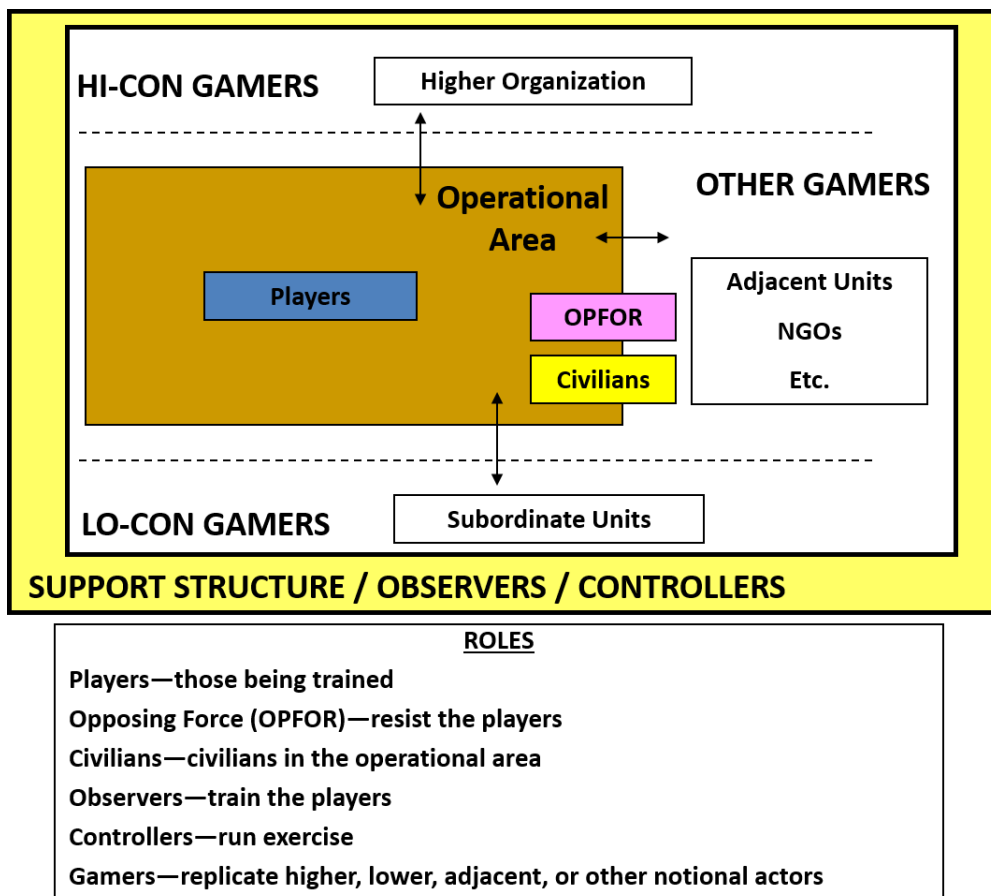 HI-CON GAMERS
Higher Organization
OTHER GAMERS
Operational
Area
Players
OPFOR
Civilians
Adjacent Units
NGOs
Etc.
LO-CON GAMERS
Subordinate Units
SUPPORT STRUCTURE / OBSERVERS / CONTROLLERS
ROLES
Players—those being trained
Opposing Force (OPFOR)—resist the players
Civilians—civilians in the operational area
Observers—train the players
Controllers—run exercise
Gamers—replicate higher, lower, adjacent, or other notional actors